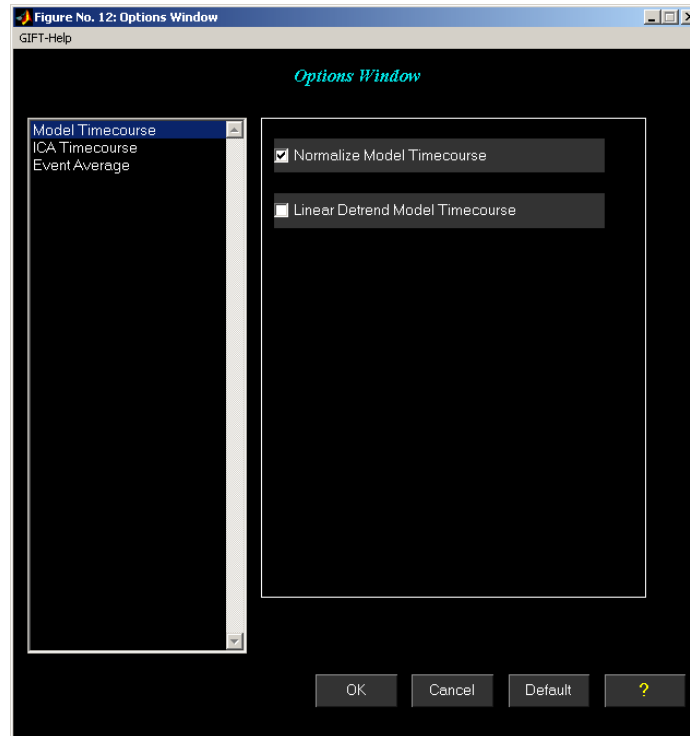 Figure No. 12: Options Window
GIFT-Help
Options Window
Model Timecourse
ICA Timecourse
Event Average
Normalize Model Timecourse
Linear Detrend Model Timecourse
OK Cancel Default ?